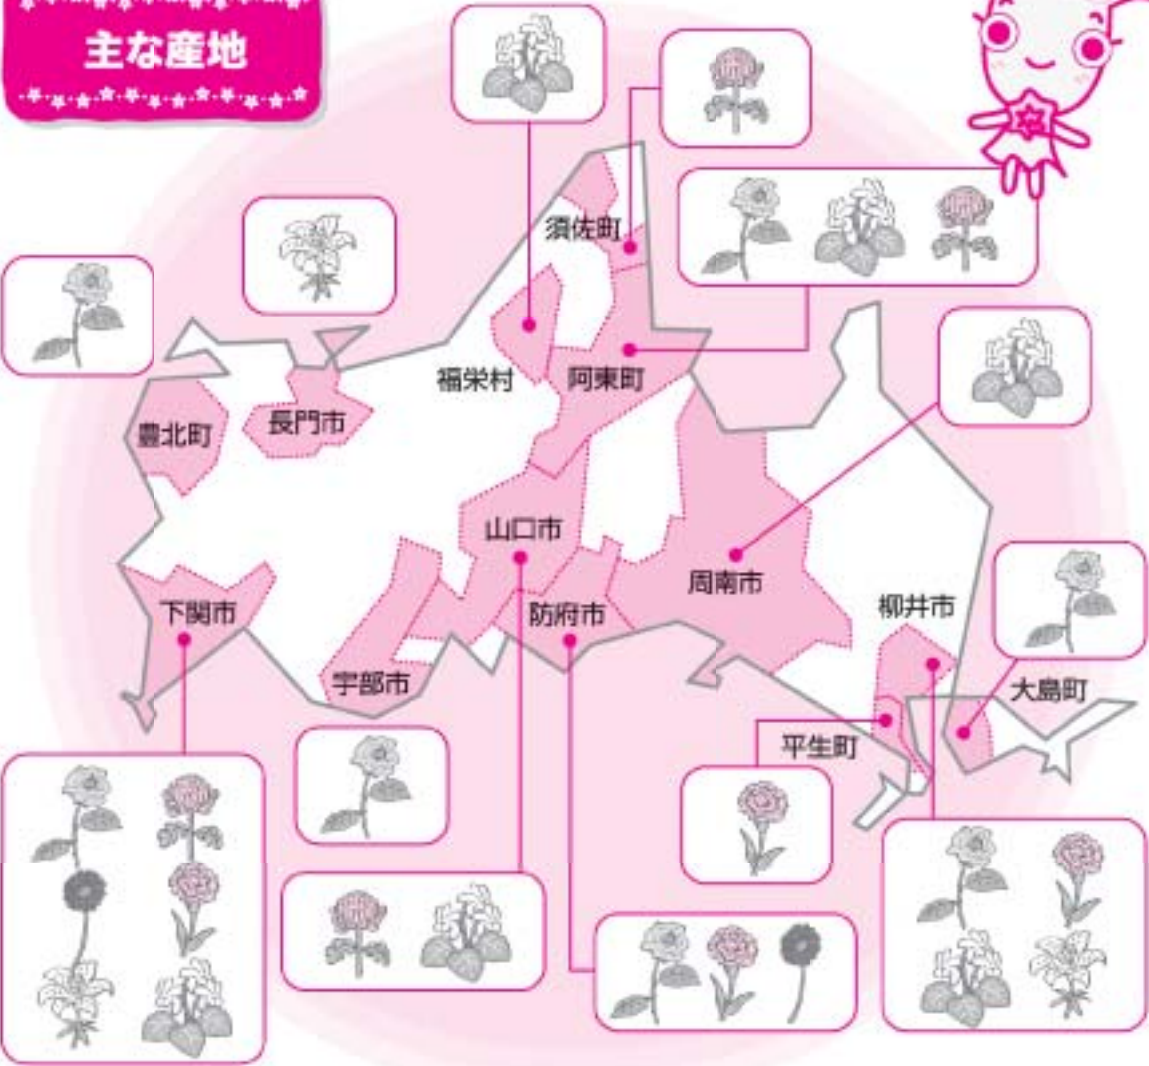 主な産地
須佐町
福栄村
阿東町
豊北町
長門市
山口市
周南市
下関市
防府市
柳井市
宇部市
大島町
平生町